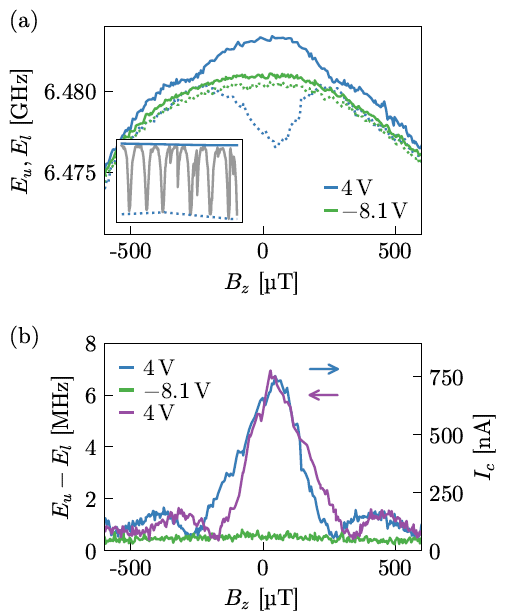 (a)
6.480
6.475
E_u, E_l [GHz]
4 V
−8.1 V
-500 0 500
B_z [µT]
(b)
8
6
4
2
0
E_u − E_l [MHz]
4 V
−8.1 V
4 V
750
500
250
0
I_c [nA]
-500 0 500
B_z [µT]